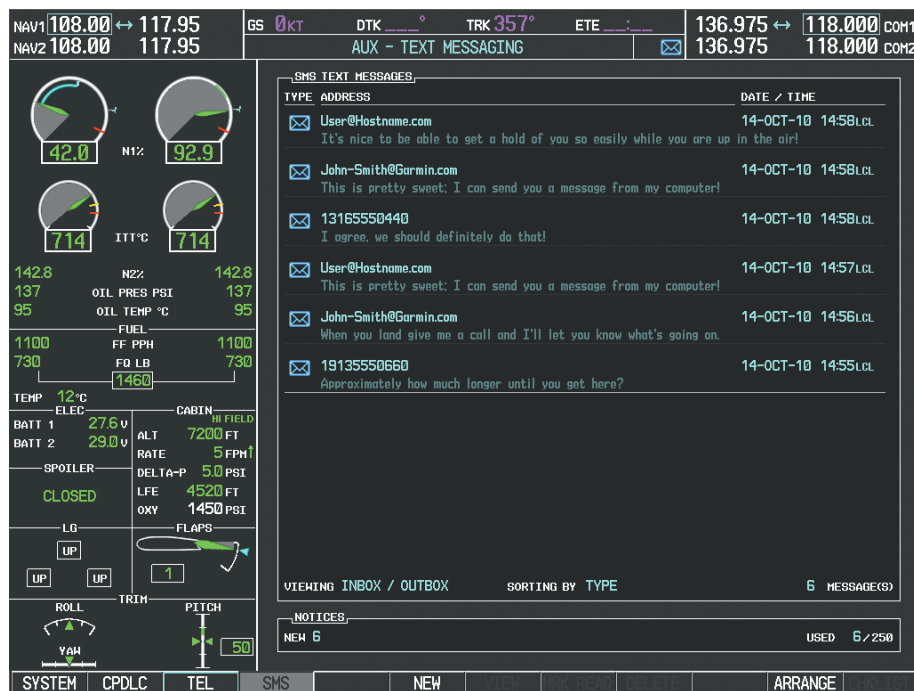 NAV1 108.00 ↔ 117.95 GS 0KT DTK ___° TRK 357° ETE __:__ 136.975 ↔ 118.000 COM1
NAV2 108.00 117.95 AUX - TEXT MESSAGING 136.975 118.000 COM2
42.0 N1% 92.9
714 ITT°C 714
142.8 N2% 142.8
137 OIL PRES PSI 137
95 OIL TEMP °C 95
FUEL
1100 FF PPH 1100
730 FQ LB 730
1460
TEMP 12°C
ELEC
BATT 1 27.6 V
BATT 2 29.0 V
SPOILER
CLOSED
CABIN
HI FIELD
ALT 7200 FT
RATE 5 FPM↑
DELTA-P 5.0 PSI
LFE 4520 FT
OXY 1450 PSI
LG
UP
UP UP
FLAPS
1
TRIM
ROLL PITCH
YAW 50
SMS TEXT MESSAGES
TYPE ADDRESS DATE / TIME
User@Hostname.com 14-OCT-10 14:58LCL
It's nice to be able to get a hold of you so easily while you are up in the air!
John-Smith@Garmin.com 14-OCT-10 14:58LCL
This is pretty sweet; I can send you a message from my computer!
13165550440 14-OCT-10 14:58LCL
I agree, we should definitely do that!
User@Hostname.com 14-OCT-10 14:57LCL
This is pretty sweet; I can send you a message from my computer!
John-Smith@Garmin.com 14-OCT-10 14:56LCL
When you land give me a call and I'll let you know what's going on.
19135550660 14-OCT-10 14:55LCL
Approximately how much longer until you get here?
VIEWING INBOX / OUTBOX SORTING BY TYPE 6 MESSAGE(S)
NOTICES
NEW 6 USED 6/250
SYSTEM CPDLC TEL SMS NEW VIEW MRK READ DELETE ARRANGE CHKLIST